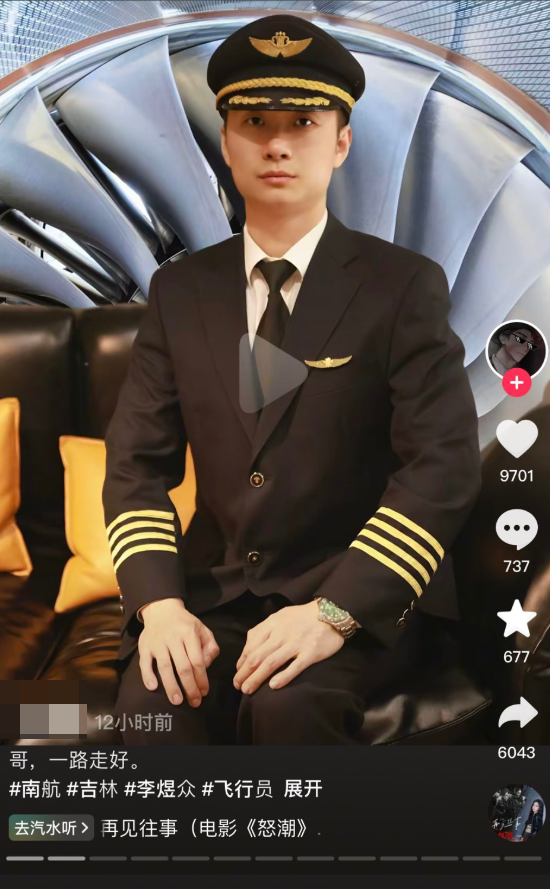 9701
737
677
6043
12小时前
哥，一路走好。
#南航 #吉林 #李煜众 #飞行员 展开
去汽水听 > 再见往事（电影《怒潮》.